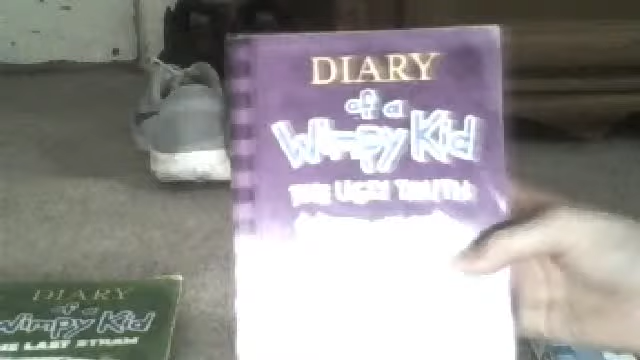 DIARY
of a
Wimpy Kid
THE UGLY TRUTH
DIARY
of a
Wimpy Kid
THE LAST STRAW